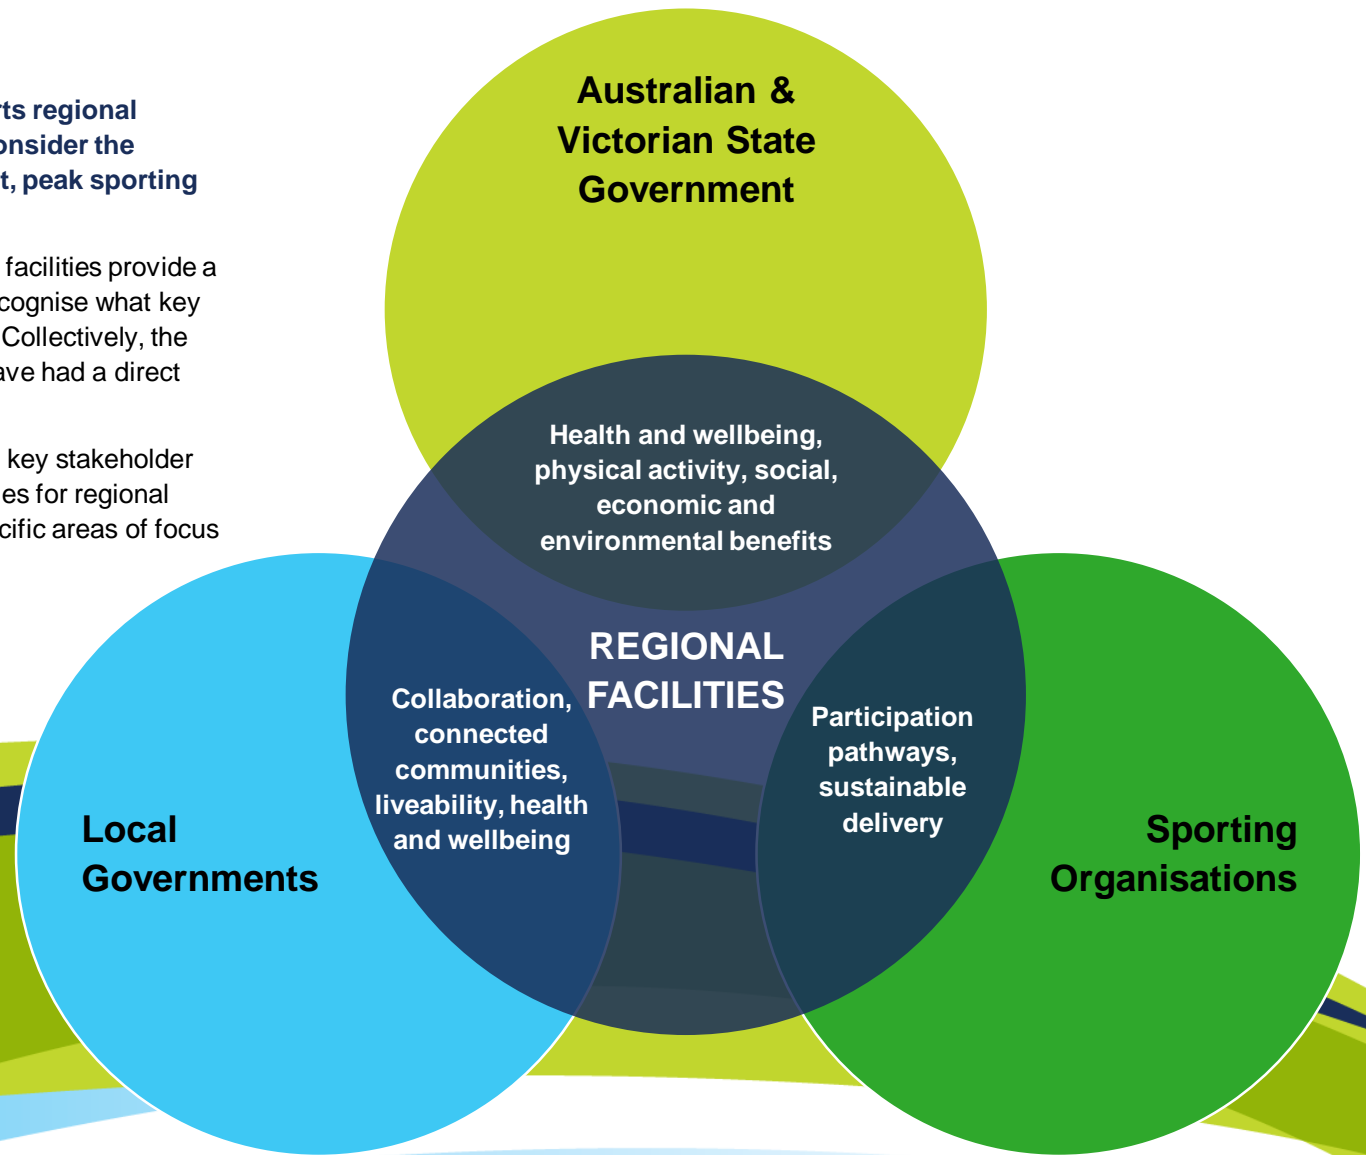 rts regional
onsider the
t, peak sporting
facilities provide a
cognise what key
Collectively, the
ave had a direct
key stakeholder
es for regional
cific areas of focus
Australian &
Victorian State
Government
Health and wellbeing,
physical activity, social,
economic and
environmental benefits
REGIONAL
FACILITIES
Collaboration,
connected
communities,
liveability, health
and wellbeing
Participation
pathways,
sustainable
delivery
Local
Governments
Sporting
Organisations